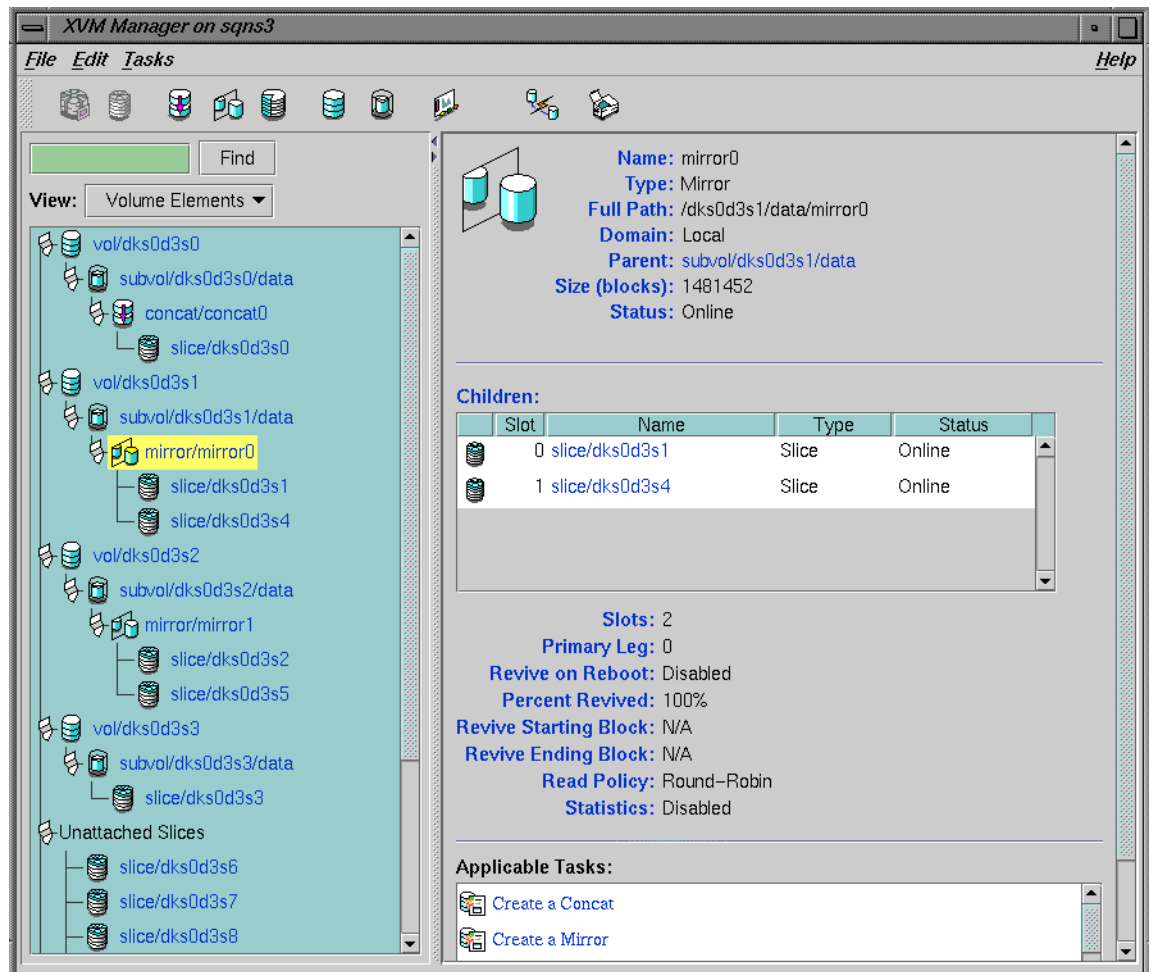 XVM Manager on sqns3
File Edit Tasks Help
Find
View: Volume Elements
vol/dks0d3s0
subvol/dks0d3s0/data
concat/concat0
slice/dks0d3s0
vol/dks0d3s1
subvol/dks0d3s1/data
mirror/mirror0
slice/dks0d3s1
slice/dks0d3s4
vol/dks0d3s2
subvol/dks0d3s2/data
mirror/mirror1
slice/dks0d3s2
slice/dks0d3s5
vol/dks0d3s3
subvol/dks0d3s3/data
slice/dks0d3s3
Unattached Slices
slice/dks0d3s6
slice/dks0d3s7
slice/dks0d3s8
Name: mirror0
Type: Mirror
Full Path: /dks0d3s1/data/mirror0
Domain: Local
Parent: subvol/dks0d3s1/data
Size (blocks): 1481452
Status: Online
Children:
Slot Name Type Status
0 slice/dks0d3s1 Slice Online
1 slice/dks0d3s4 Slice Online
Slots: 2
Primary Leg: 0
Revive on Reboot: Disabled
Percent Revived: 100%
Revive Starting Block: N/A
Revive Ending Block: N/A
Read Policy: Round-Robin
Statistics: Disabled
Applicable Tasks:
Create a Concat
Create a Mirror